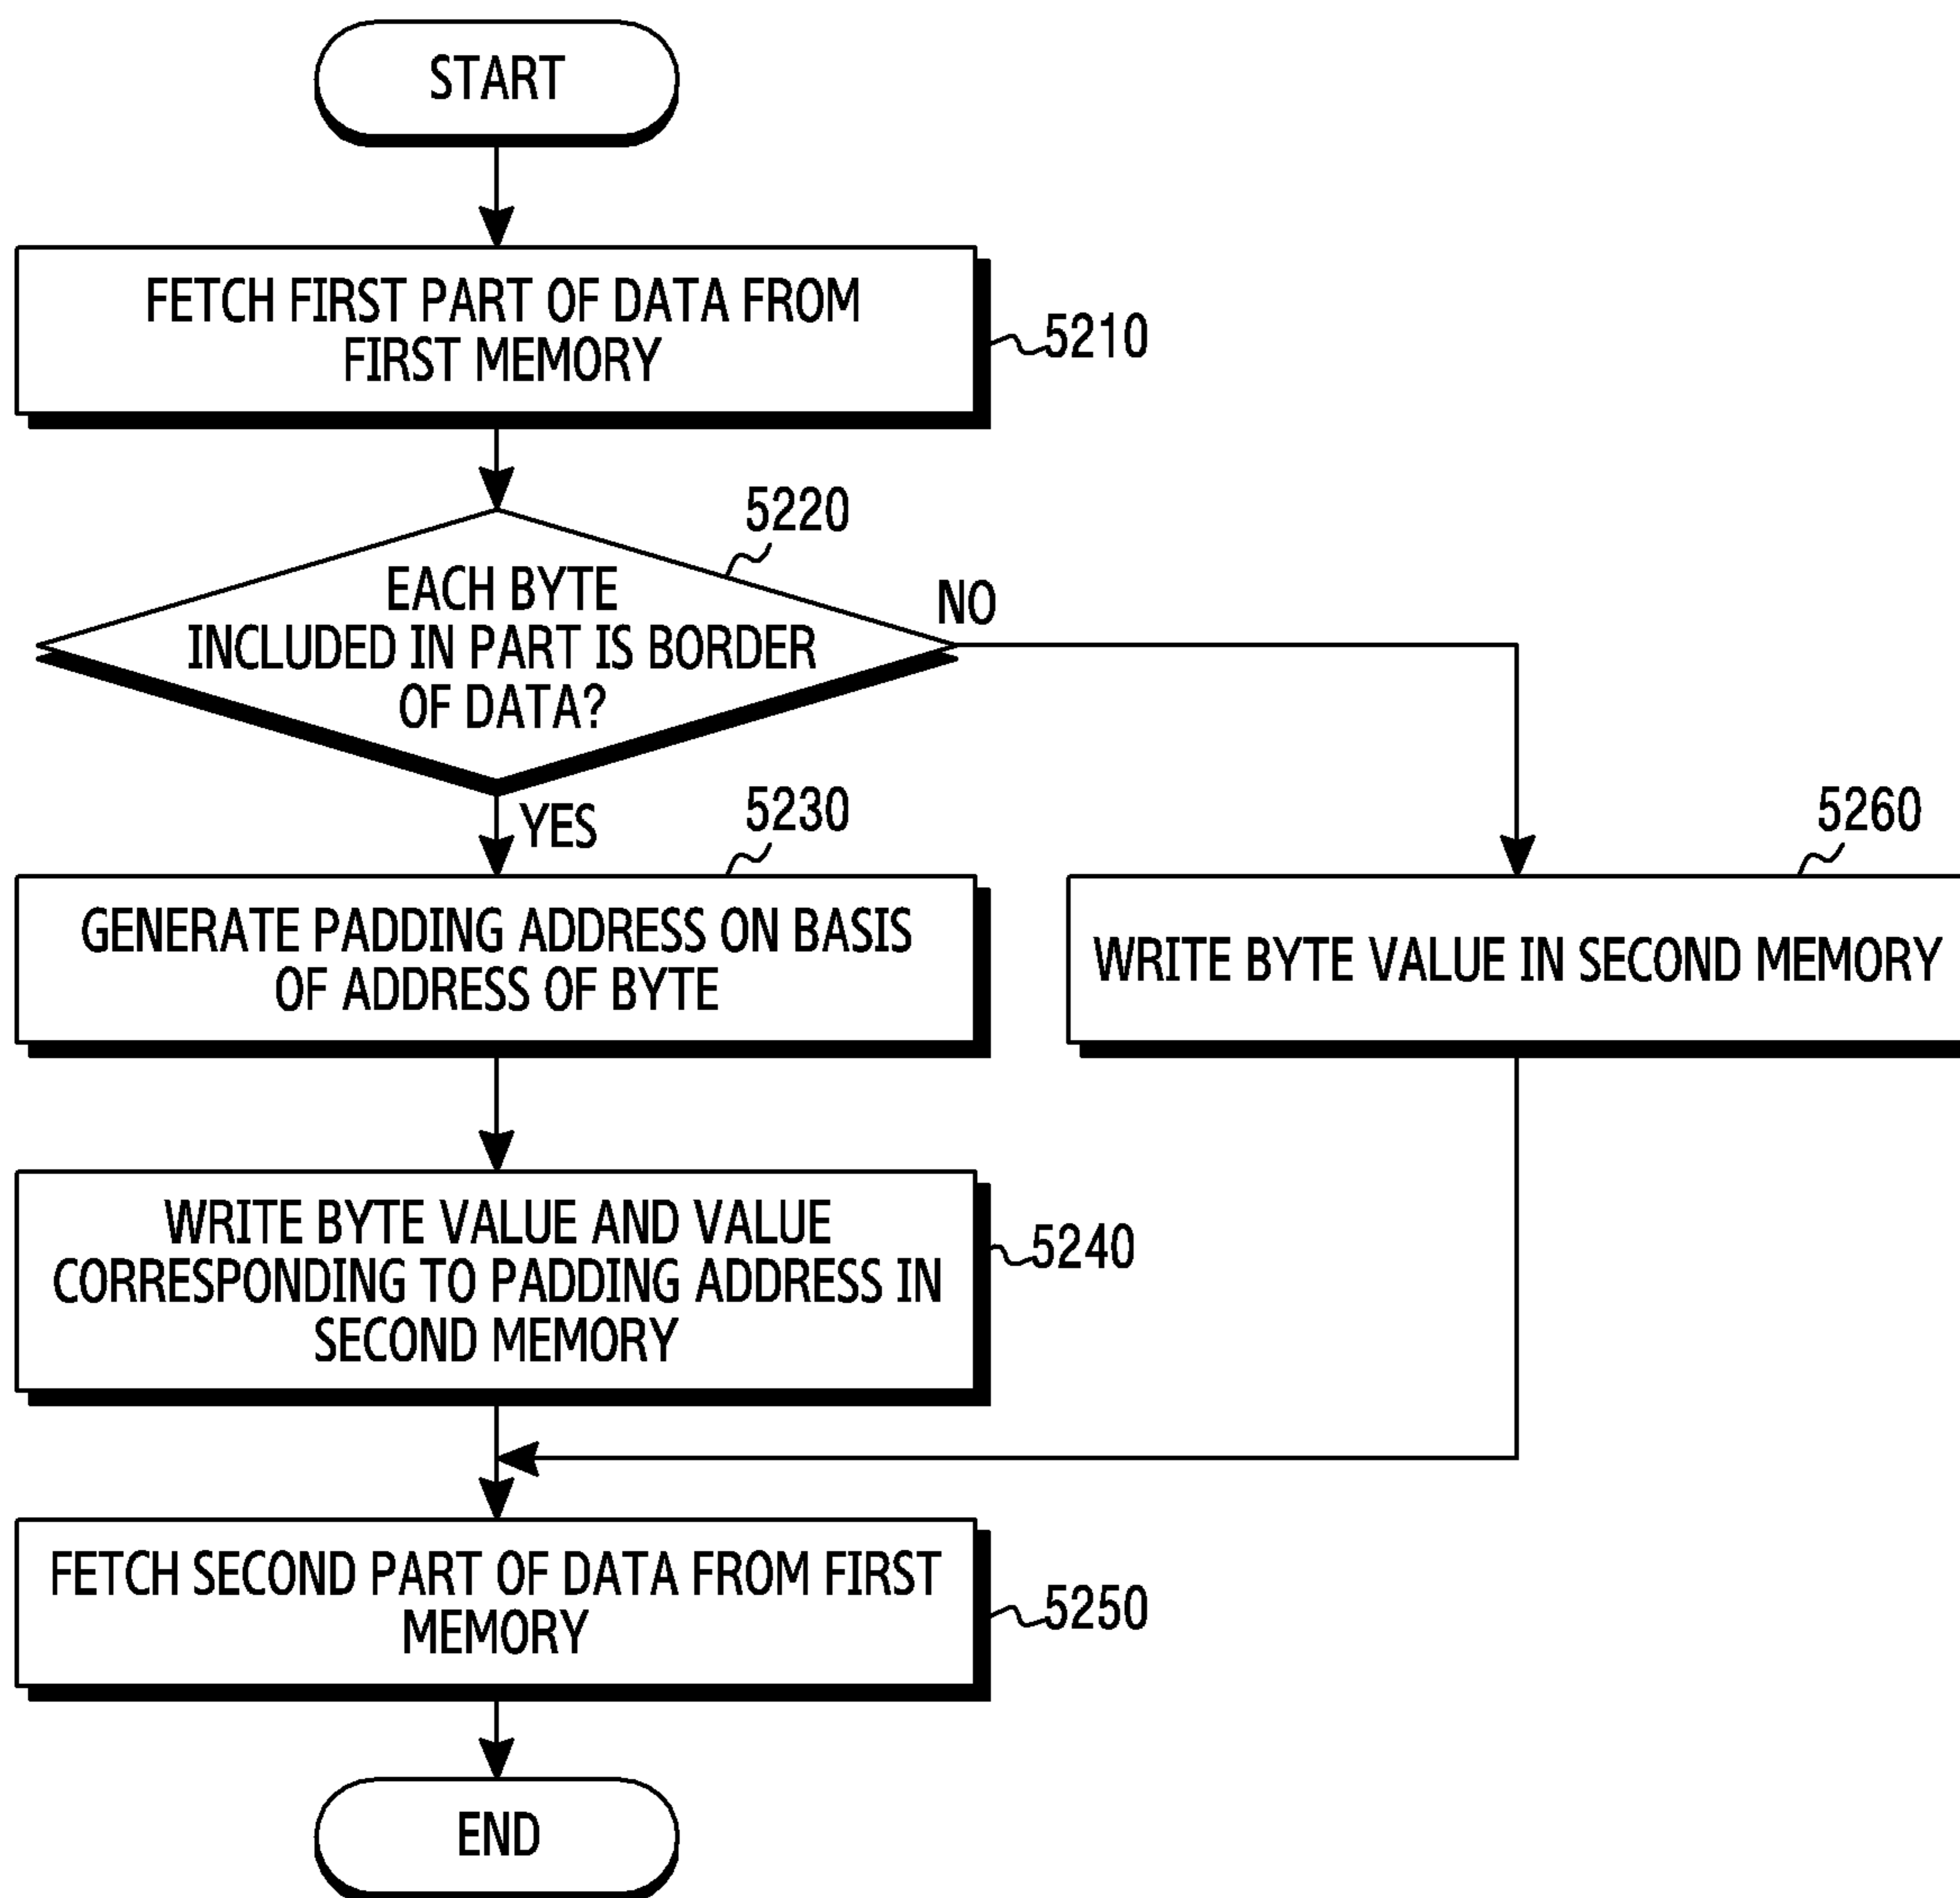 START
FETCH FIRST PART OF DATA FROM
FIRST MEMORY
5210
5220
EACH BYTE
INCLUDED IN PART IS BORDER
OF DATA?
NO
YES
5230
GENERATE PADDING ADDRESS ON BASIS
OF ADDRESS OF BYTE
5260
WRITE BYTE VALUE IN SECOND MEMORY
WRITE BYTE VALUE AND VALUE
CORRESPONDING TO PADDING ADDRESS IN
SECOND MEMORY
5240
FETCH SECOND PART OF DATA FROM FIRST
MEMORY
5250
END